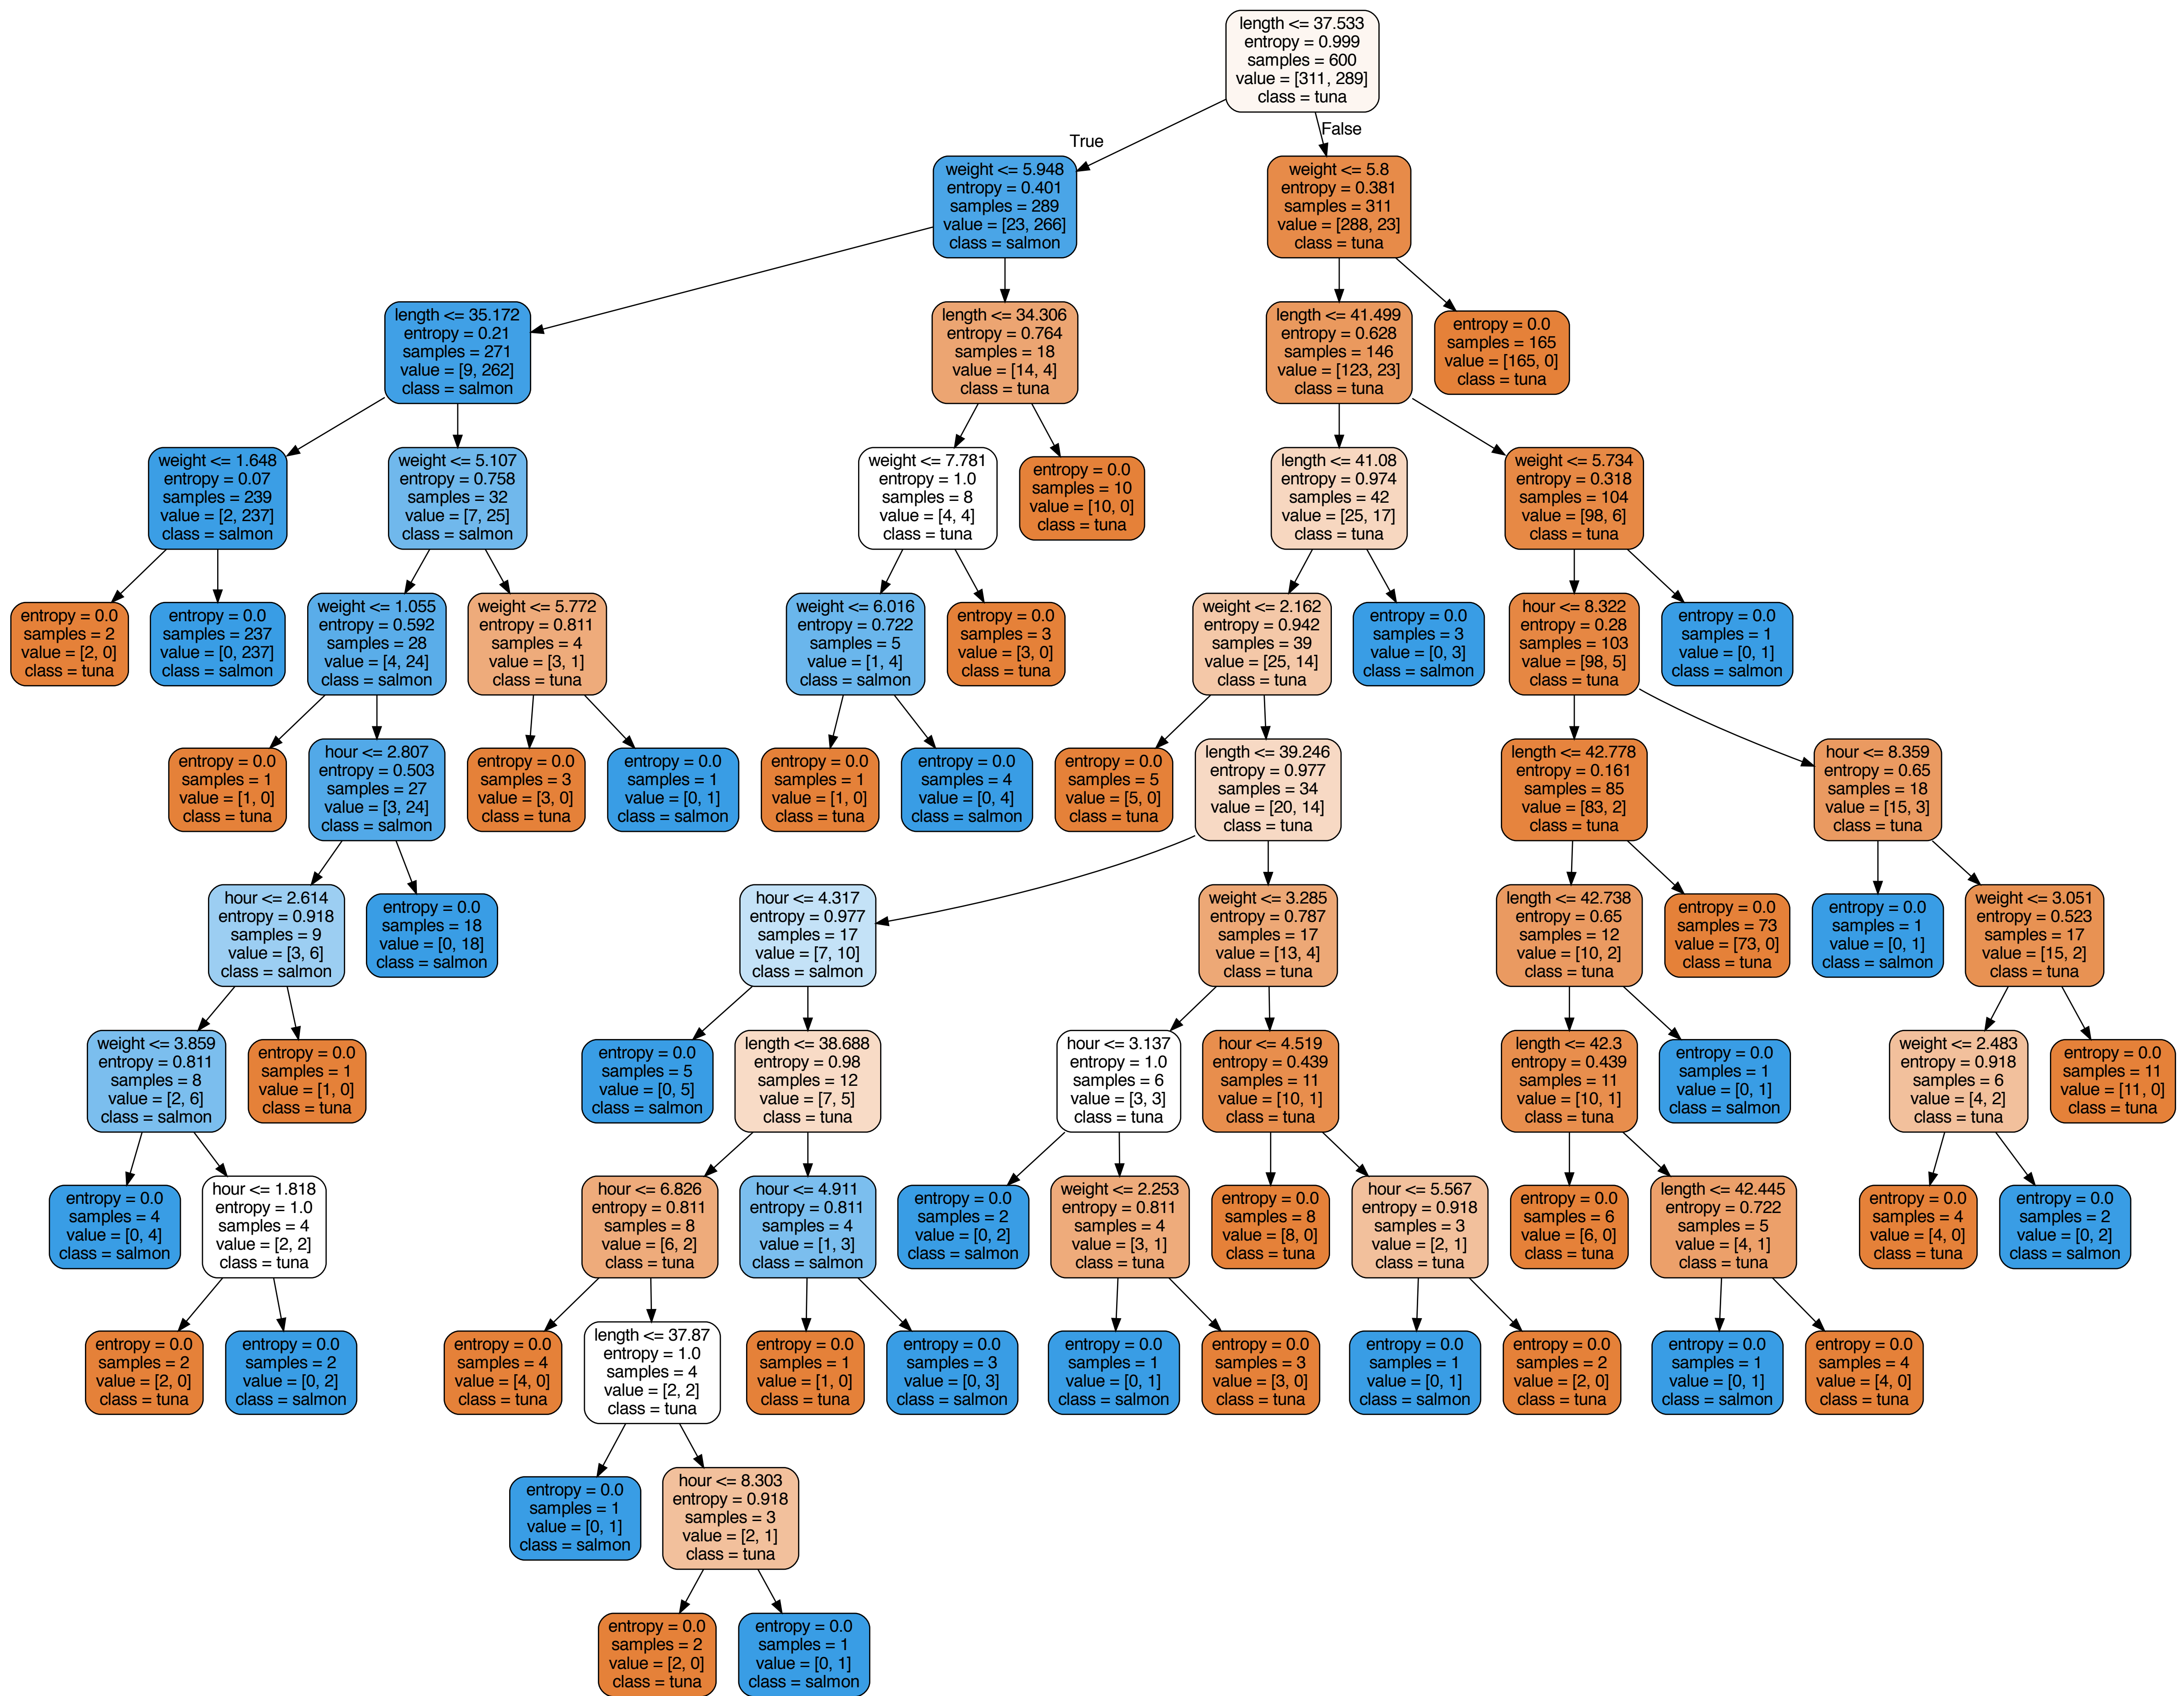 length <= 37.533
entropy = 0.999
samples = 600
value = [311, 289]
class = tuna
True
False
weight <= 5.948
entropy = 0.401
samples = 289
value = [23, 266]
class = salmon
weight <= 5.8
entropy = 0.381
samples = 311
value = [288, 23]
class = tuna
length <= 35.172
entropy = 0.21
samples = 271
value = [9, 262]
class = salmon
length <= 34.306
entropy = 0.764
samples = 18
value = [14, 4]
class = tuna
length <= 41.499
entropy = 0.628
samples = 146
value = [123, 23]
class = tuna
entropy = 0.0
samples = 165
value = [165, 0]
class = tuna
weight <= 1.648
entropy = 0.07
samples = 239
value = [2, 237]
class = salmon
weight <= 5.107
entropy = 0.758
samples = 32
value = [7, 25]
class = salmon
weight <= 7.781
entropy = 1.0
samples = 8
value = [4, 4]
class = tuna
entropy = 0.0
samples = 10
value = [10, 0]
class = tuna
length <= 41.08
entropy = 0.974
samples = 42
value = [25, 17]
class = tuna
weight <= 5.734
entropy = 0.318
samples = 104
value = [98, 6]
class = tuna
entropy = 0.0
samples = 2
value = [2, 0]
class = tuna
entropy = 0.0
samples = 237
value = [0, 237]
class = salmon
weight <= 1.055
entropy = 0.592
samples = 28
value = [4, 24]
class = salmon
weight <= 5.772
entropy = 0.811
samples = 4
value = [3, 1]
class = tuna
weight <= 6.016
entropy = 0.722
samples = 5
value = [1, 4]
class = salmon
entropy = 0.0
samples = 3
value = [3, 0]
class = tuna
weight <= 2.162
entropy = 0.942
samples = 39
value = [25, 14]
class = tuna
entropy = 0.0
samples = 3
value = [0, 3]
class = salmon
hour <= 8.322
entropy = 0.28
samples = 103
value = [98, 5]
class = tuna
entropy = 0.0
samples = 1
value = [0, 1]
class = salmon
entropy = 0.0
samples = 1
value = [1, 0]
class = tuna
hour <= 2.807
entropy = 0.503
samples = 27
value = [3, 24]
class = salmon
entropy = 0.0
samples = 3
value = [3, 0]
class = tuna
entropy = 0.0
samples = 1
value = [0, 1]
class = salmon
entropy = 0.0
samples = 1
value = [1, 0]
class = tuna
entropy = 0.0
samples = 4
value = [0, 4]
class = salmon
entropy = 0.0
samples = 5
value = [5, 0]
class = tuna
length <= 39.246
entropy = 0.977
samples = 34
value = [20, 14]
class = tuna
length <= 42.778
entropy = 0.161
samples = 85
value = [83, 2]
class = tuna
hour <= 8.359
entropy = 0.65
samples = 18
value = [15, 3]
class = tuna
hour <= 2.614
entropy = 0.918
samples = 9
value = [3, 6]
class = salmon
entropy = 0.0
samples = 18
value = [0, 18]
class = salmon
hour <= 4.317
entropy = 0.977
samples = 17
value = [7, 10]
class = salmon
weight <= 3.285
entropy = 0.787
samples = 17
value = [13, 4]
class = tuna
length <= 42.738
entropy = 0.65
samples = 12
value = [10, 2]
class = tuna
entropy = 0.0
samples = 73
value = [73, 0]
class = tuna
entropy = 0.0
samples = 1
value = [0, 1]
class = salmon
weight <= 3.051
entropy = 0.523
samples = 17
value = [15, 2]
class = tuna
weight <= 3.859
entropy = 0.811
samples = 8
value = [2, 6]
class = salmon
entropy = 0.0
samples = 1
value = [1, 0]
class = tuna
entropy = 0.0
samples = 5
value = [0, 5]
class = salmon
length <= 38.688
entropy = 0.98
samples = 12
value = [7, 5]
class = tuna
hour <= 3.137
entropy = 1.0
samples = 6
value = [3, 3]
class = tuna
hour <= 4.519
entropy = 0.439
samples = 11
value = [10, 1]
class = tuna
length <= 42.3
entropy = 0.439
samples = 11
value = [10, 1]
class = tuna
entropy = 0.0
samples = 1
value = [0, 1]
class = salmon
weight <= 2.483
entropy = 0.918
samples = 6
value = [4, 2]
class = tuna
entropy = 0.0
samples = 11
value = [11, 0]
class = tuna
entropy = 0.0
samples = 4
value = [0, 4]
class = salmon
hour <= 1.818
entropy = 1.0
samples = 4
value = [2, 2]
class = tuna
hour <= 6.826
entropy = 0.811
samples = 8
value = [6, 2]
class = tuna
hour <= 4.911
entropy = 0.811
samples = 4
value = [1, 3]
class = salmon
entropy = 0.0
samples = 2
value = [0, 2]
class = salmon
weight <= 2.253
entropy = 0.811
samples = 4
value = [3, 1]
class = tuna
entropy = 0.0
samples = 8
value = [8, 0]
class = tuna
hour <= 5.567
entropy = 0.918
samples = 3
value = [2, 1]
class = tuna
entropy = 0.0
samples = 6
value = [6, 0]
class = tuna
length <= 42.445
entropy = 0.722
samples = 5
value = [4, 1]
class = tuna
entropy = 0.0
samples = 4
value = [4, 0]
class = tuna
entropy = 0.0
samples = 2
value = [0, 2]
class = salmon
entropy = 0.0
samples = 2
value = [2, 0]
class = tuna
entropy = 0.0
samples = 2
value = [0, 2]
class = salmon
entropy = 0.0
samples = 4
value = [4, 0]
class = tuna
length <= 37.87
entropy = 1.0
samples = 4
value = [2, 2]
class = tuna
entropy = 0.0
samples = 1
value = [1, 0]
class = tuna
entropy = 0.0
samples = 3
value = [0, 3]
class = salmon
entropy = 0.0
samples = 1
value = [0, 1]
class = salmon
entropy = 0.0
samples = 3
value = [3, 0]
class = tuna
entropy = 0.0
samples = 1
value = [0, 1]
class = salmon
entropy = 0.0
samples = 2
value = [2, 0]
class = tuna
entropy = 0.0
samples = 1
value = [0, 1]
class = salmon
entropy = 0.0
samples = 4
value = [4, 0]
class = tuna
entropy = 0.0
samples = 1
value = [0, 1]
class = salmon
hour <= 8.303
entropy = 0.918
samples = 3
value = [2, 1]
class = tuna
entropy = 0.0
samples = 2
value = [2, 0]
class = tuna
entropy = 0.0
samples = 1
value = [0, 1]
class = salmon